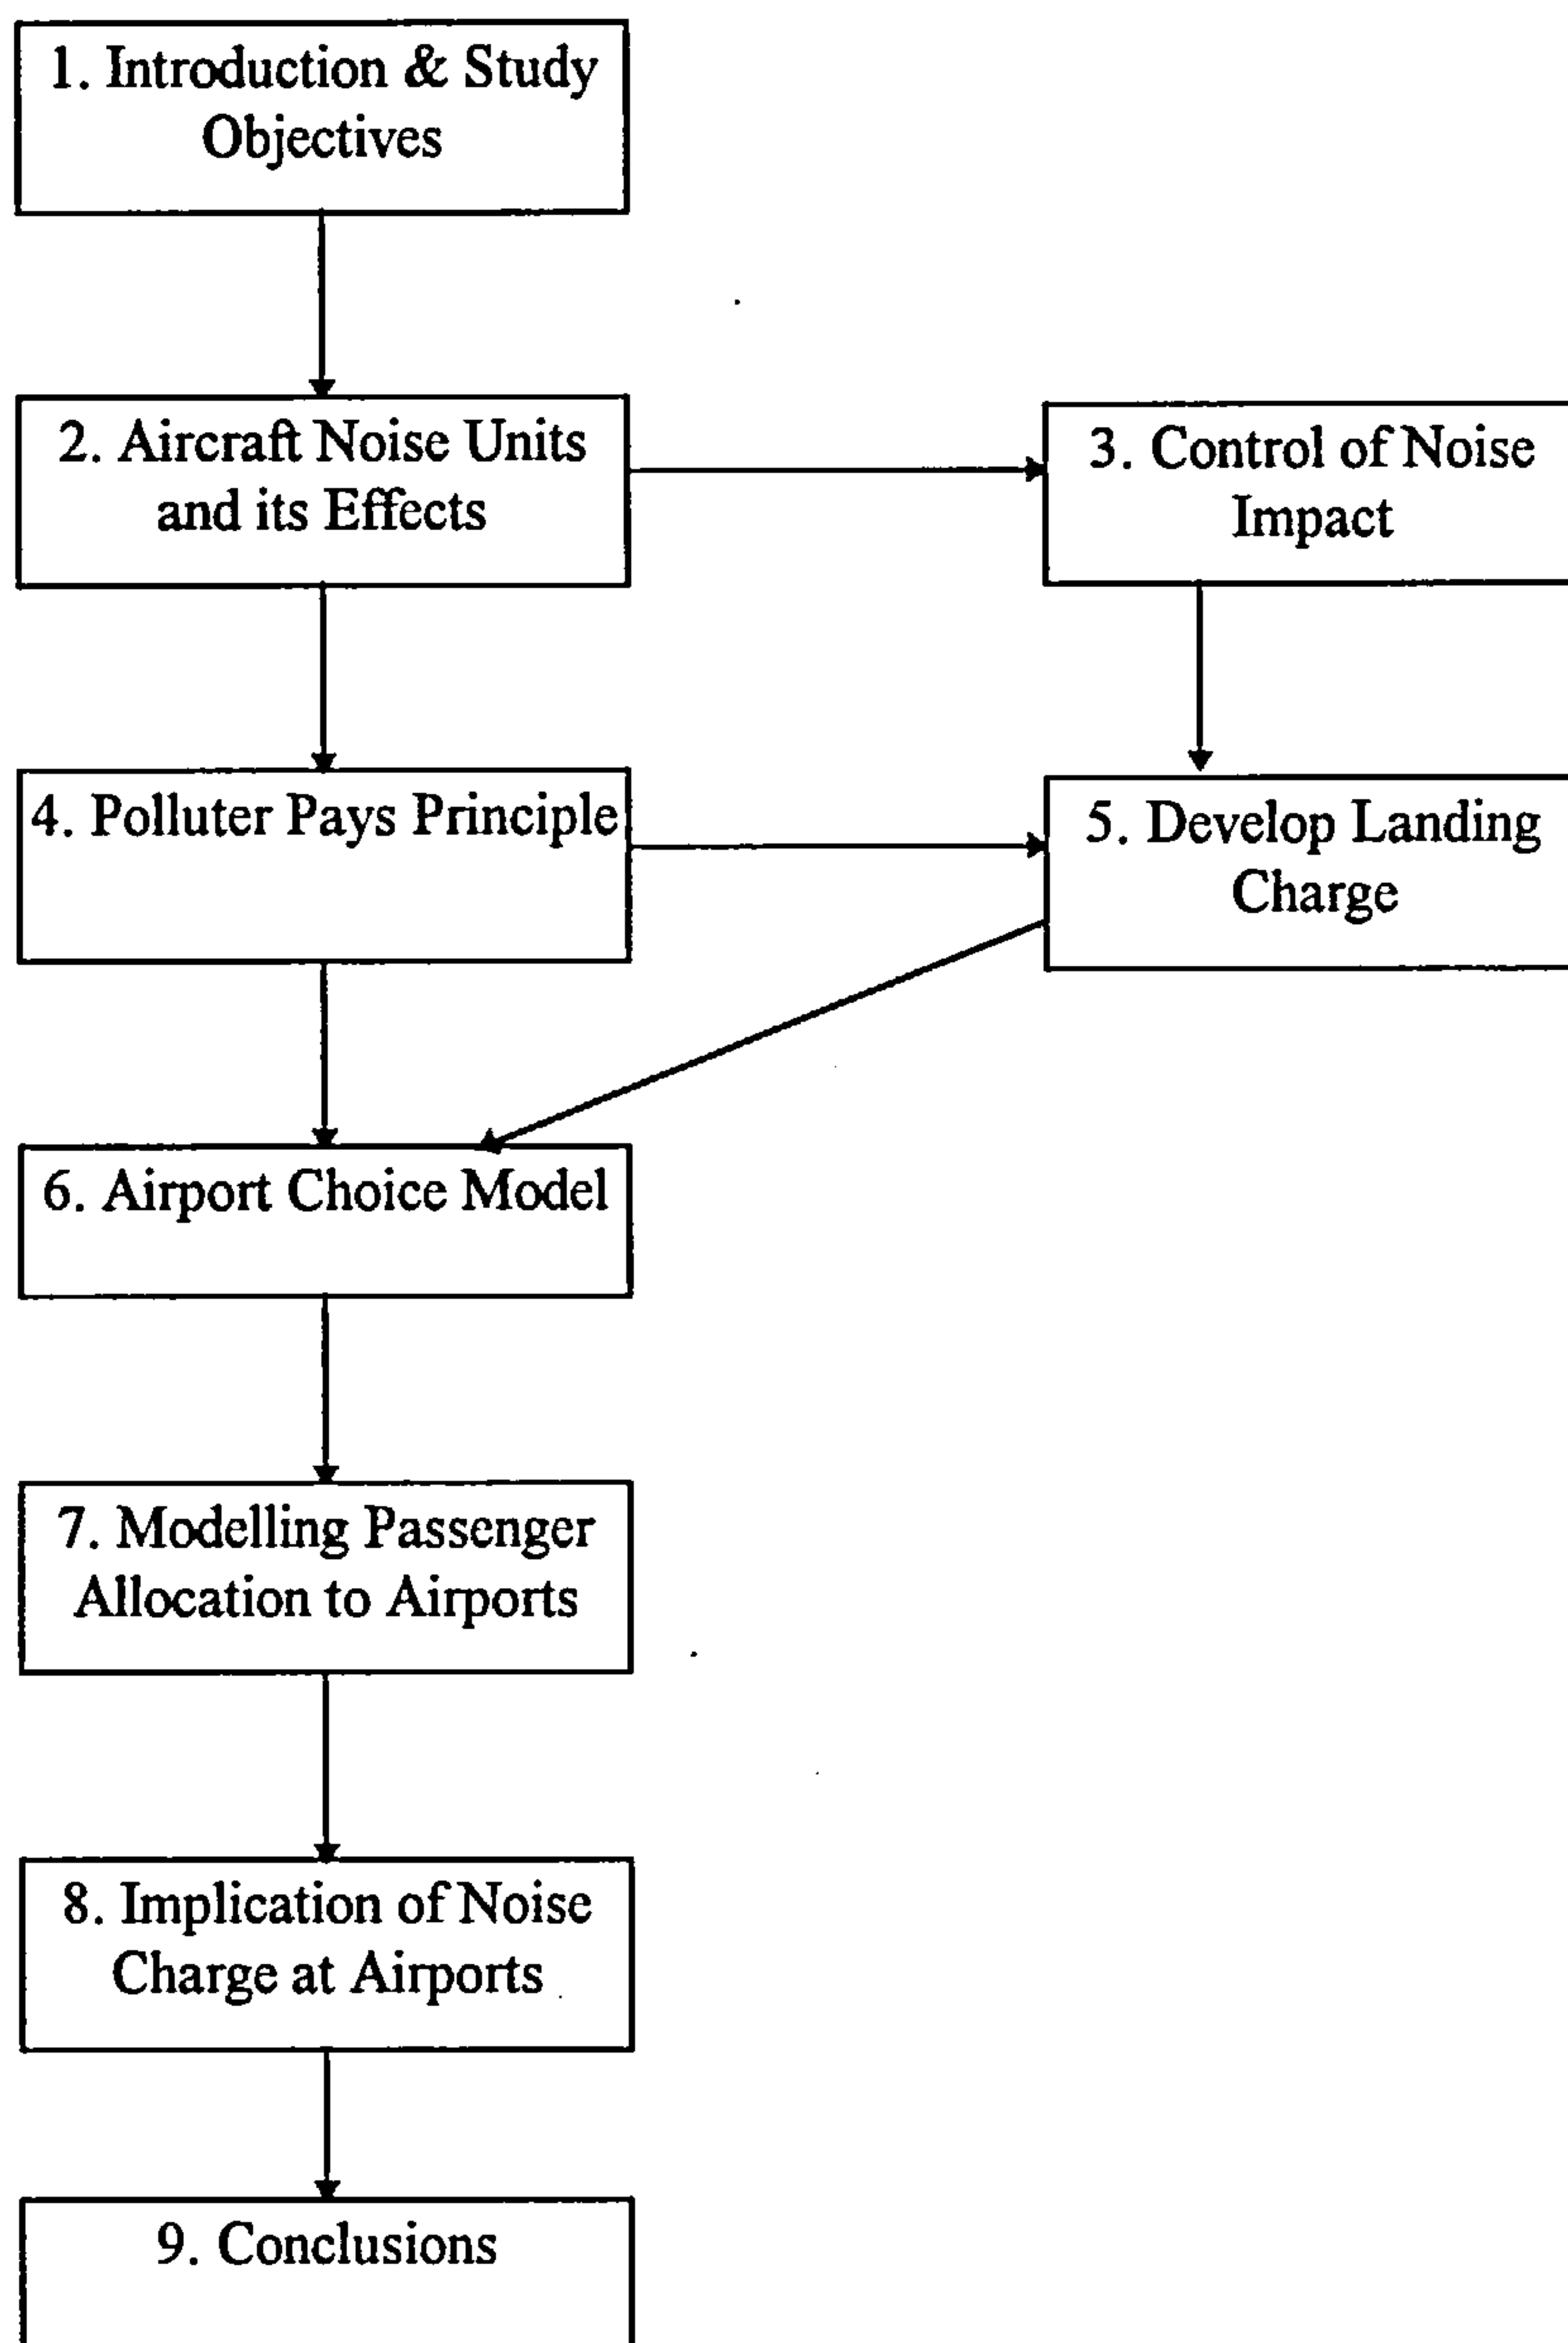 1. Introduction & Study
Objectives
2. Aircraft Noise Units
and its Effects
3. Control of Noise
Impact
4. Polluter Pays Principle
5. Develop Landing
Charge
6. Airport Choice Model
7. Modelling Passenger
Allocation to Airports
8. Implication of Noise
Charge at Airports
9. Conclusions